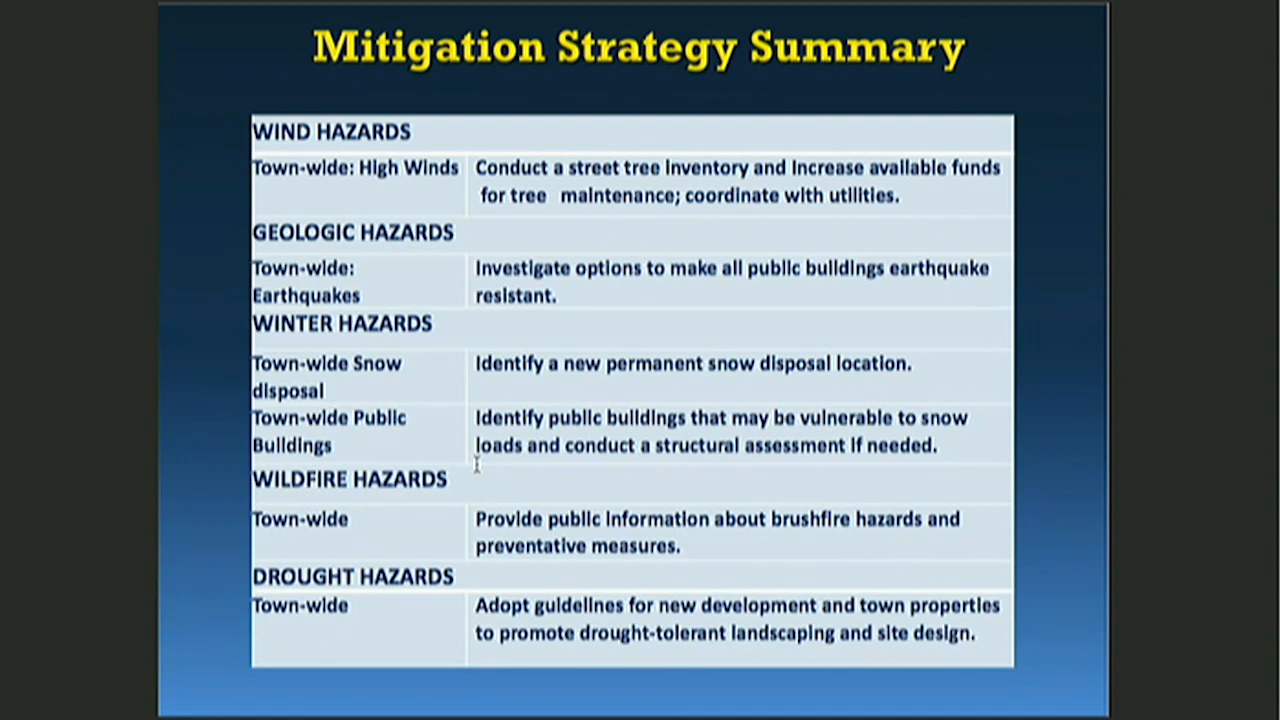 Mitigation Strategy Summary
WIND HAZARDS
Town-wide: High Winds
Conduct a street tree inventory and increase available funds
for tree maintenance; coordinate with utilities.
GEOLOGIC HAZARDS
Town-wide:
Earthquakes
Investigate options to make all public buildings earthquake
resistant.
WINTER HAZARDS
Town-wide Snow
disposal
Identify a new permanent snow disposal location.
Town-wide Public
Buildings
Identify public buildings that may be vulnerable to snow
loads and conduct a structural assessment if needed.
WILDFIRE HAZARDS
Town-wide
Provide public information about brushfire hazards and
preventative measures.
DROUGHT HAZARDS
Town-wide
Adopt guidelines for new development and town properties
to promote drought-tolerant landscaping and site design.